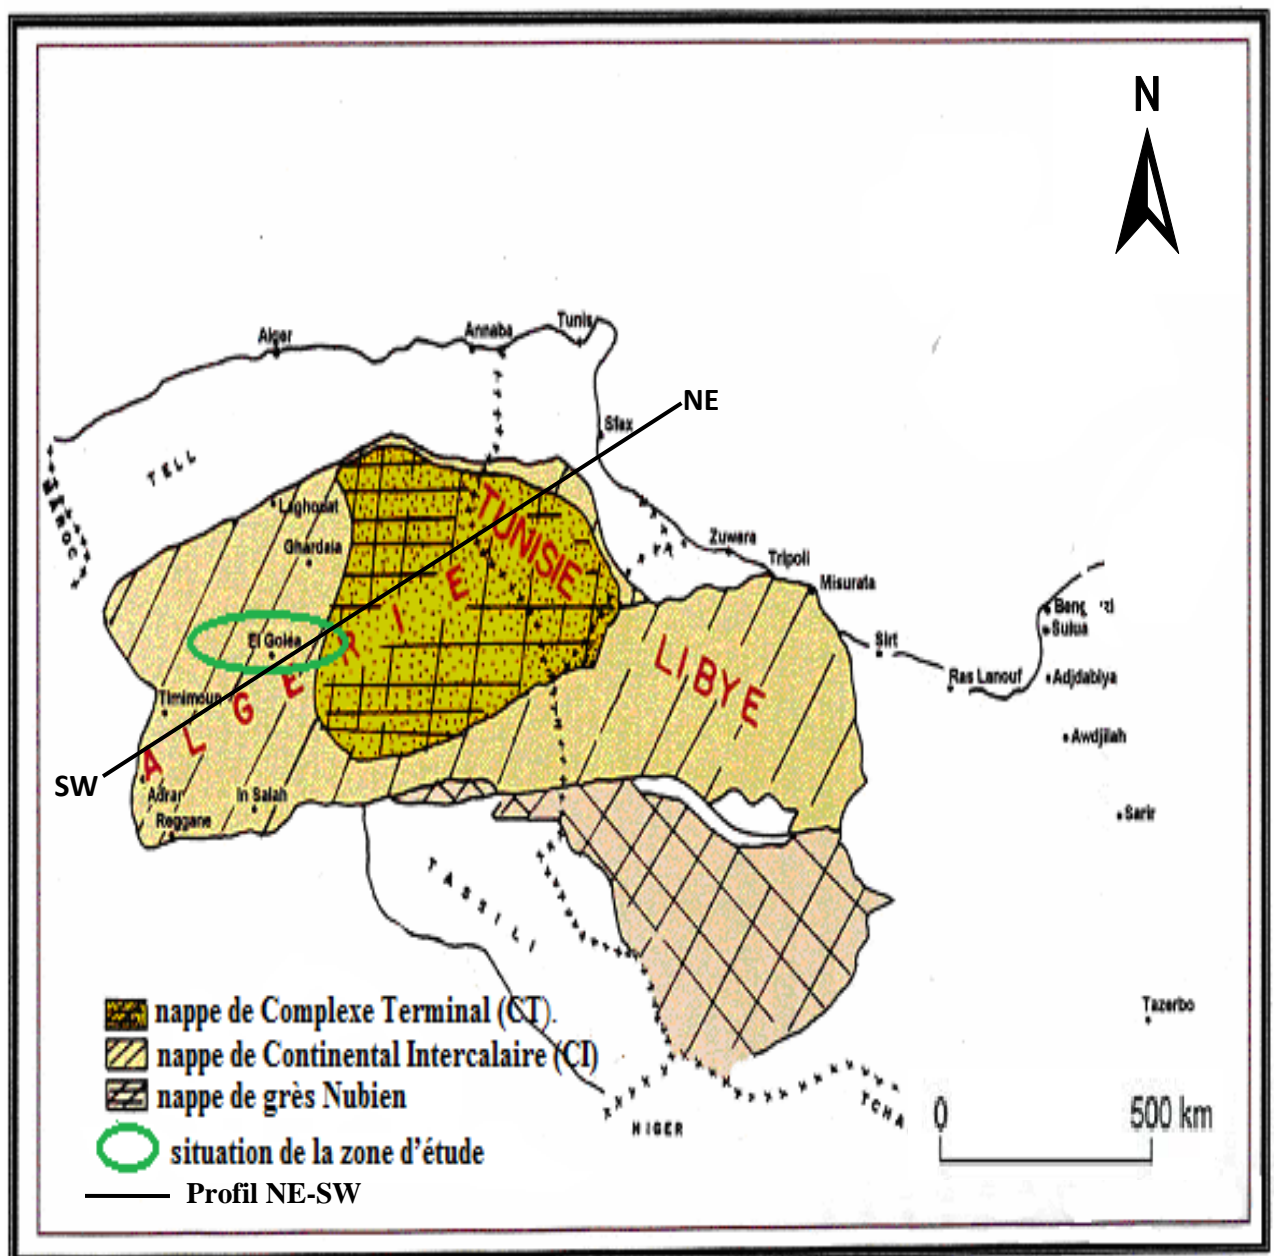 N
Alger
Annaba
Tunis
NE
Sfax
TELL
MAROC
Laghouat
Ghardaia
TUNISIE
Zuwara
Tripoli
Misurata
El Goléa
Sirt
Ras Lanouf
Sulua
Adjdabiya
Awdjilah
Timimoun
ALGERIE
LIBYE
SW
Adrar
In Salah
Reggane
Sarir
TASSILI
Tazerbo
NIGER
TCHA
nappe de Complexe Terminal (CT).
nappe de Continental Intercalaire (CI)
nappe de grès Nubien
situation de la zone d'étude
Profil NE-SW
0 500 km